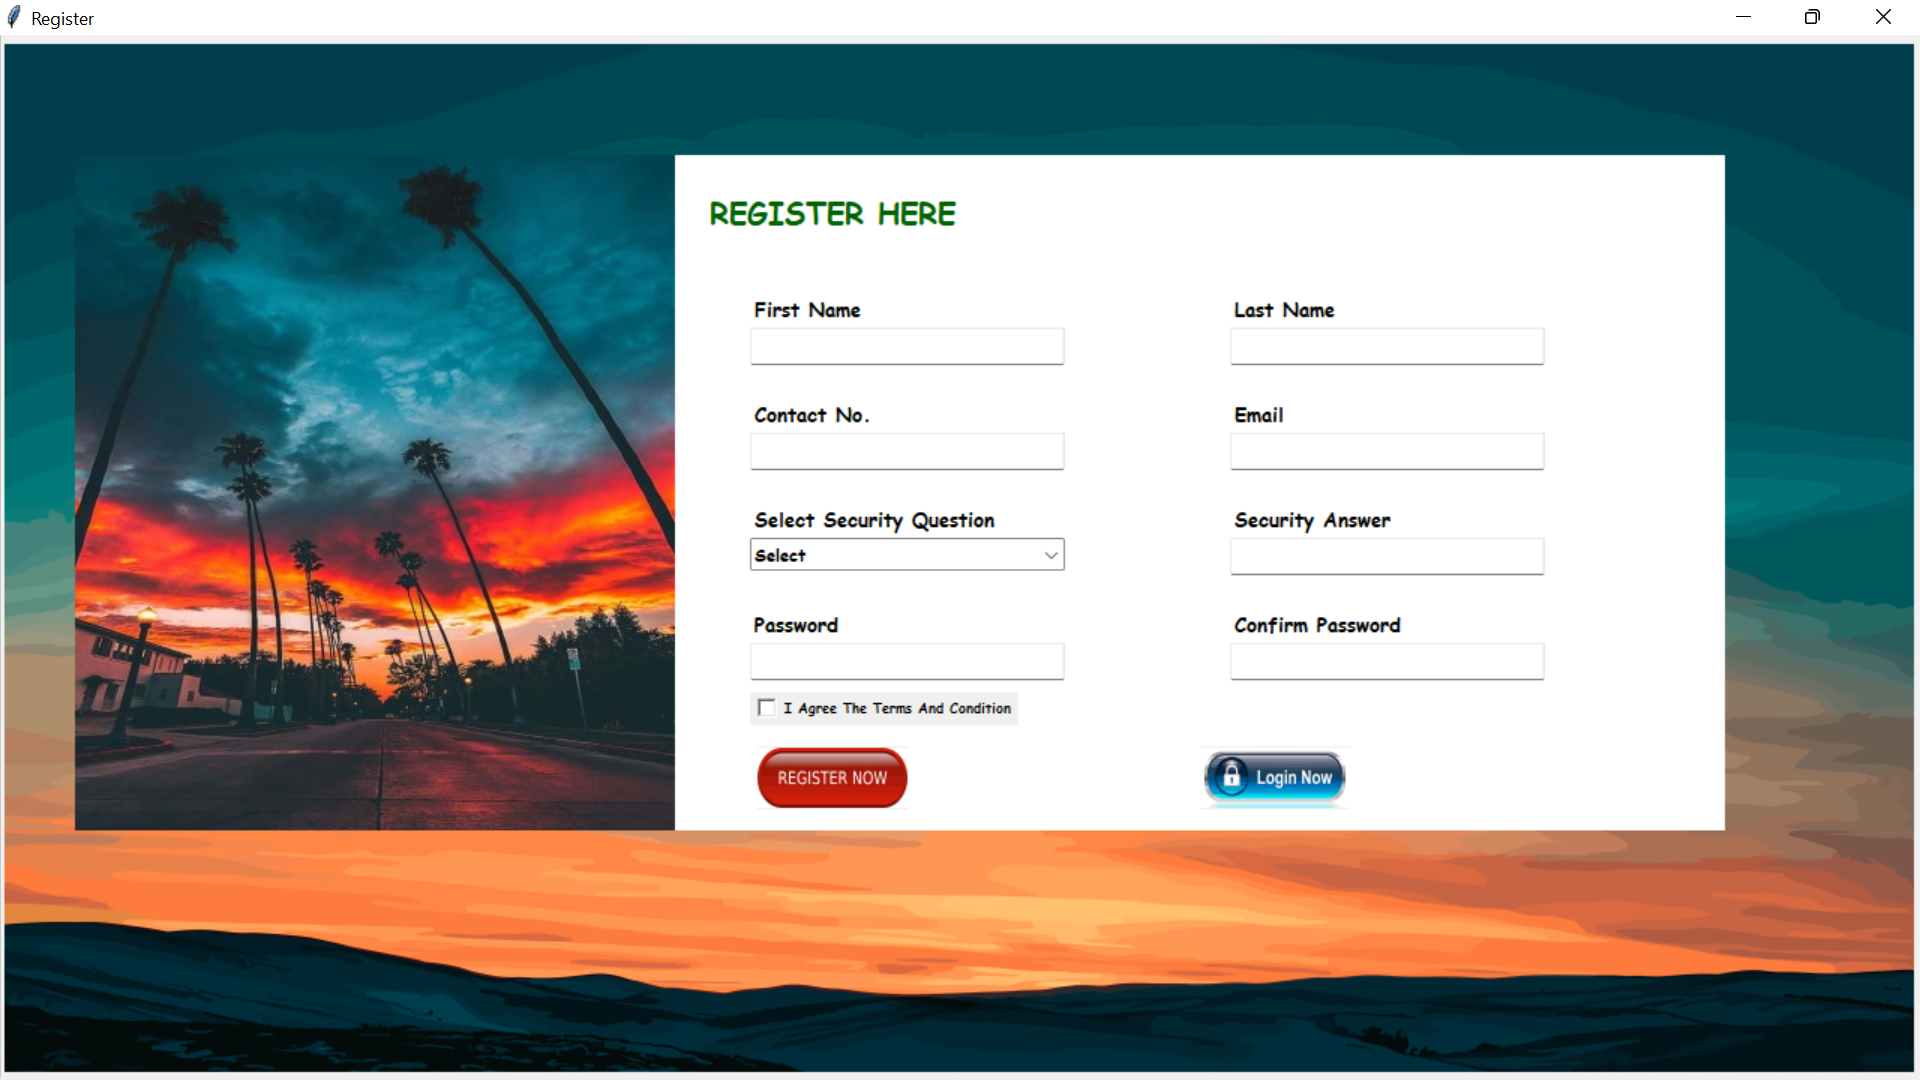 Register
REGISTER HERE
First Name
Last Name
Contact No.
Email
Select Security Question
Security Answer
Select
Password
Confirm Password
I Agree The Terms And Condition
REGISTER NOW
Login Now